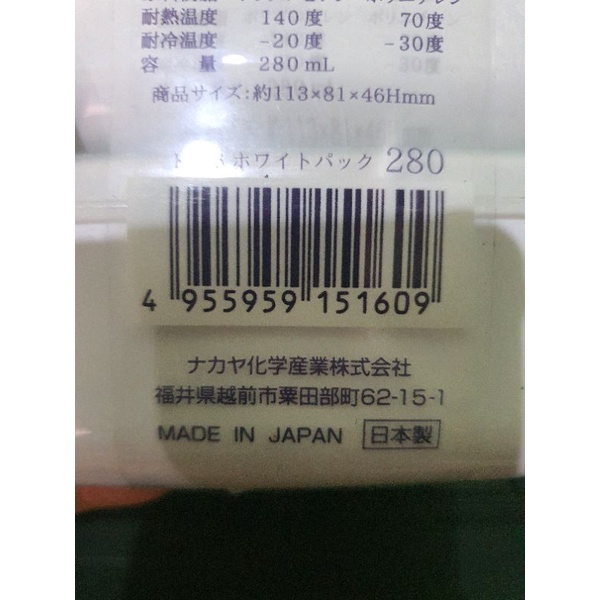 耐熱温度 140度 70度
耐冷温度 -20度 -30度
容 量 280mL
商品サイズ:約113×81×46Hmm
ホワイトパック 280
4 955959 151609
ナカヤ化学産業株式会社
福井県越前市粟田部町62-15-1
MADE IN JAPAN 日本製